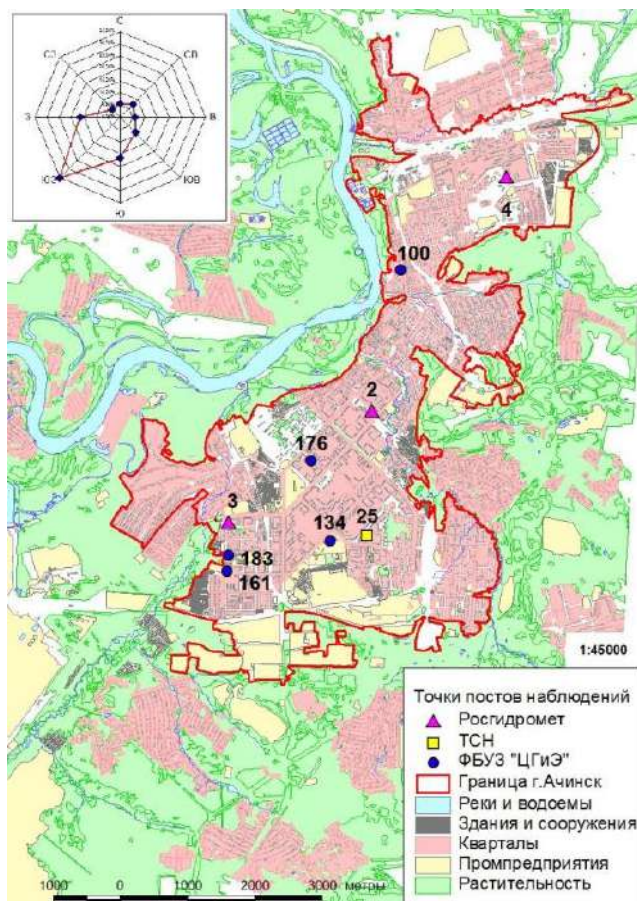 С
СЗ
СВ
З
В
ЮЗ
ЮВ
Ю
4
100
2
176
3
134
25
183
161
1:45000
Точки постов наблюдений
Росгидромет
ТСН
ФБУЗ "ЦГиЭ"
Граница г.Ачинск
Реки и водоемы
Здания и сооружения
Кварталы
Промпредприятия
Растительность
1000 0 1000 2000 3000 метры